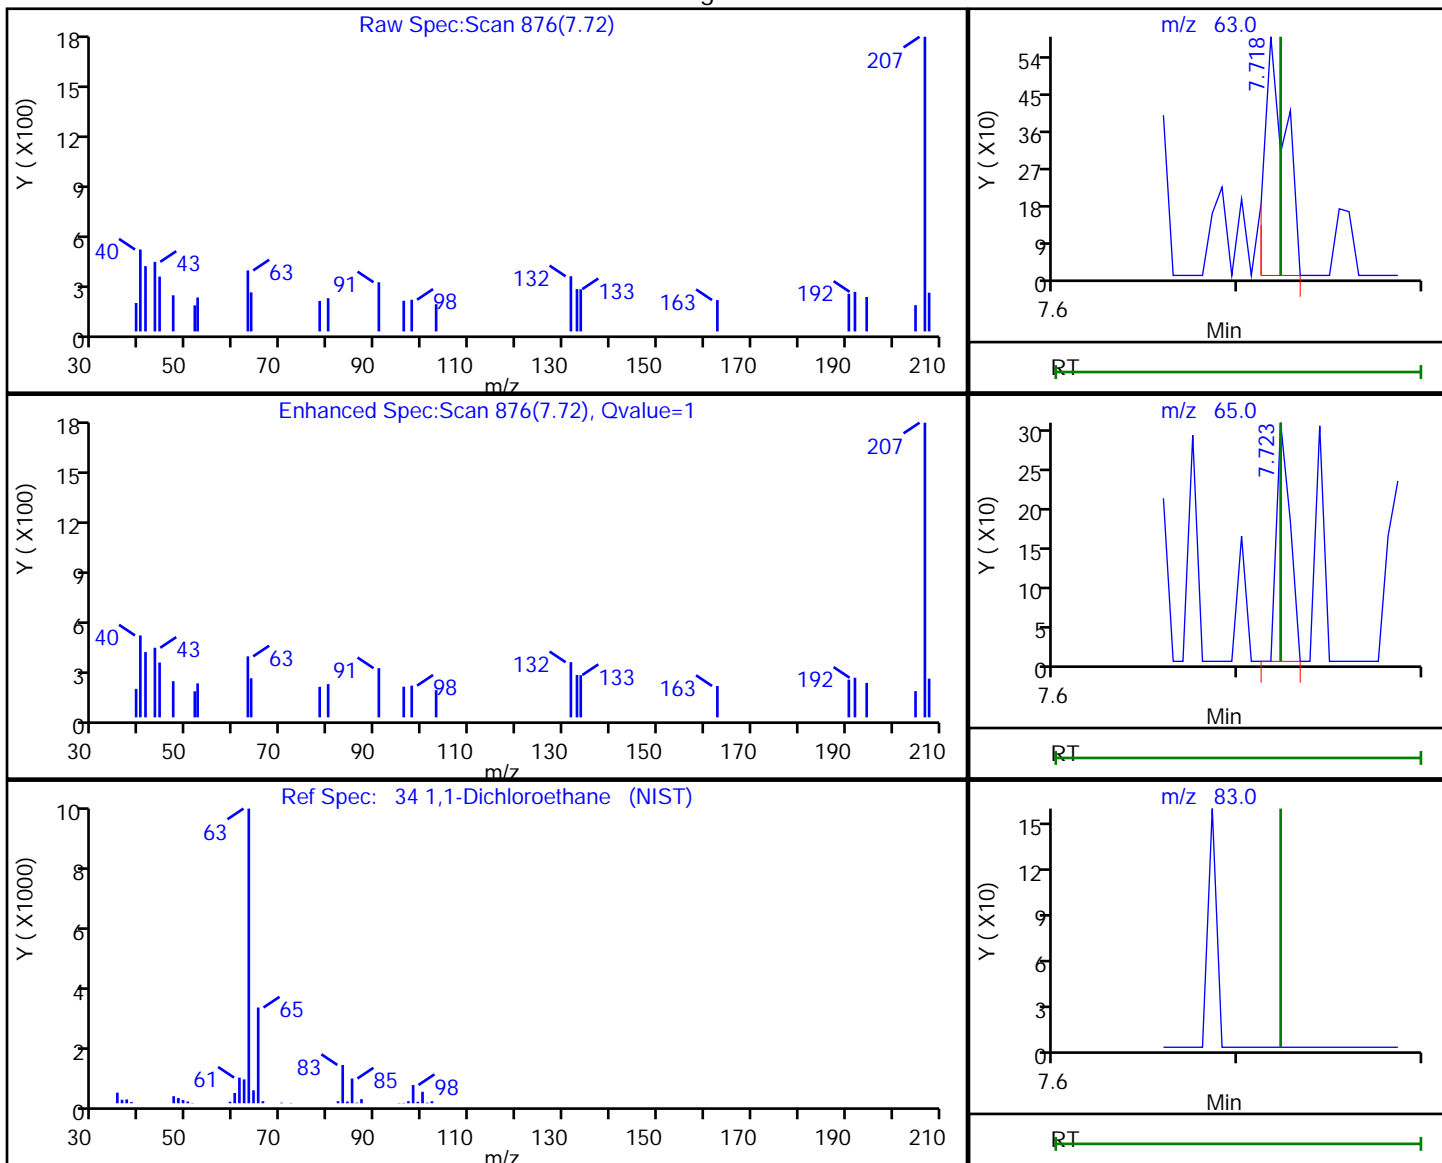 Raw Spec:Scan 876(7.72)
Y ( X100)
18
15
12
9
6
3
0
40
43
63
91
98
132
133
163
192
207
30 50 70 90 110 130 150 170 190 210
m/z
m/z 63.0
Y ( X10)
54
45
36
27
18
9
0
7.718
7.6
Min
RT
Enhanced Spec:Scan 876(7.72), Qvalue=1
Y ( X100)
18
15
12
9
6
3
0
40
43
63
91
98
132
133
163
192
207
30 50 70 90 110 130 150 170 190 210
m/z
m/z 65.0
Y ( X10)
30
25
20
15
10
5
0
7.723
7.6
Min
RT
Ref Spec: 34 1,1-Dichloroethane (NIST)
Y ( X1000)
10
8
6
4
2
0
63
65
61
83
85
98
30 50 70 90 110 130 150 170 190 210
m/z
m/z 83.0
Y ( X10)
15
12
9
6
3
0
7.6
Min
RT